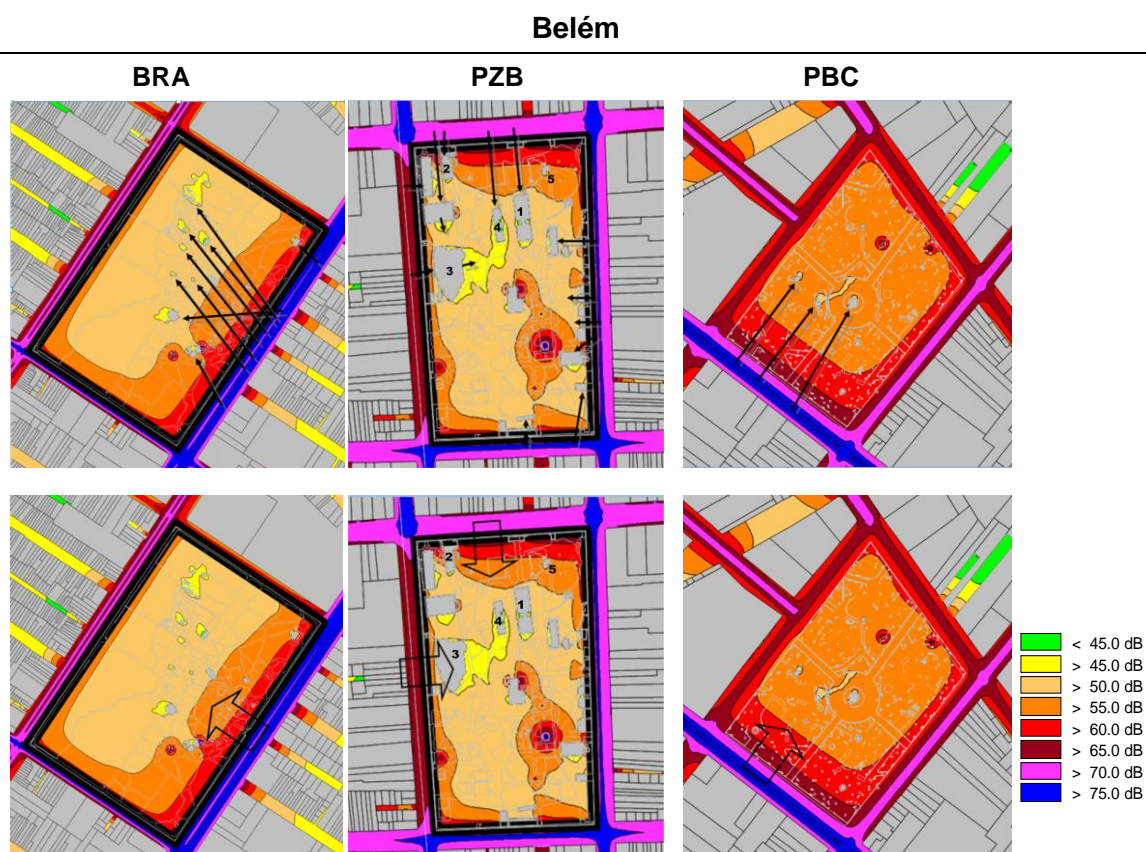 Belém
BRA PZB PBC
2
5
1
4
3
2
5
1
4
3
< 45.0 dB
> 45.0 dB
> 50.0 dB
> 55.0 dB
> 60.0 dB
> 65.0 dB
> 70.0 dB
> 75.0 dB